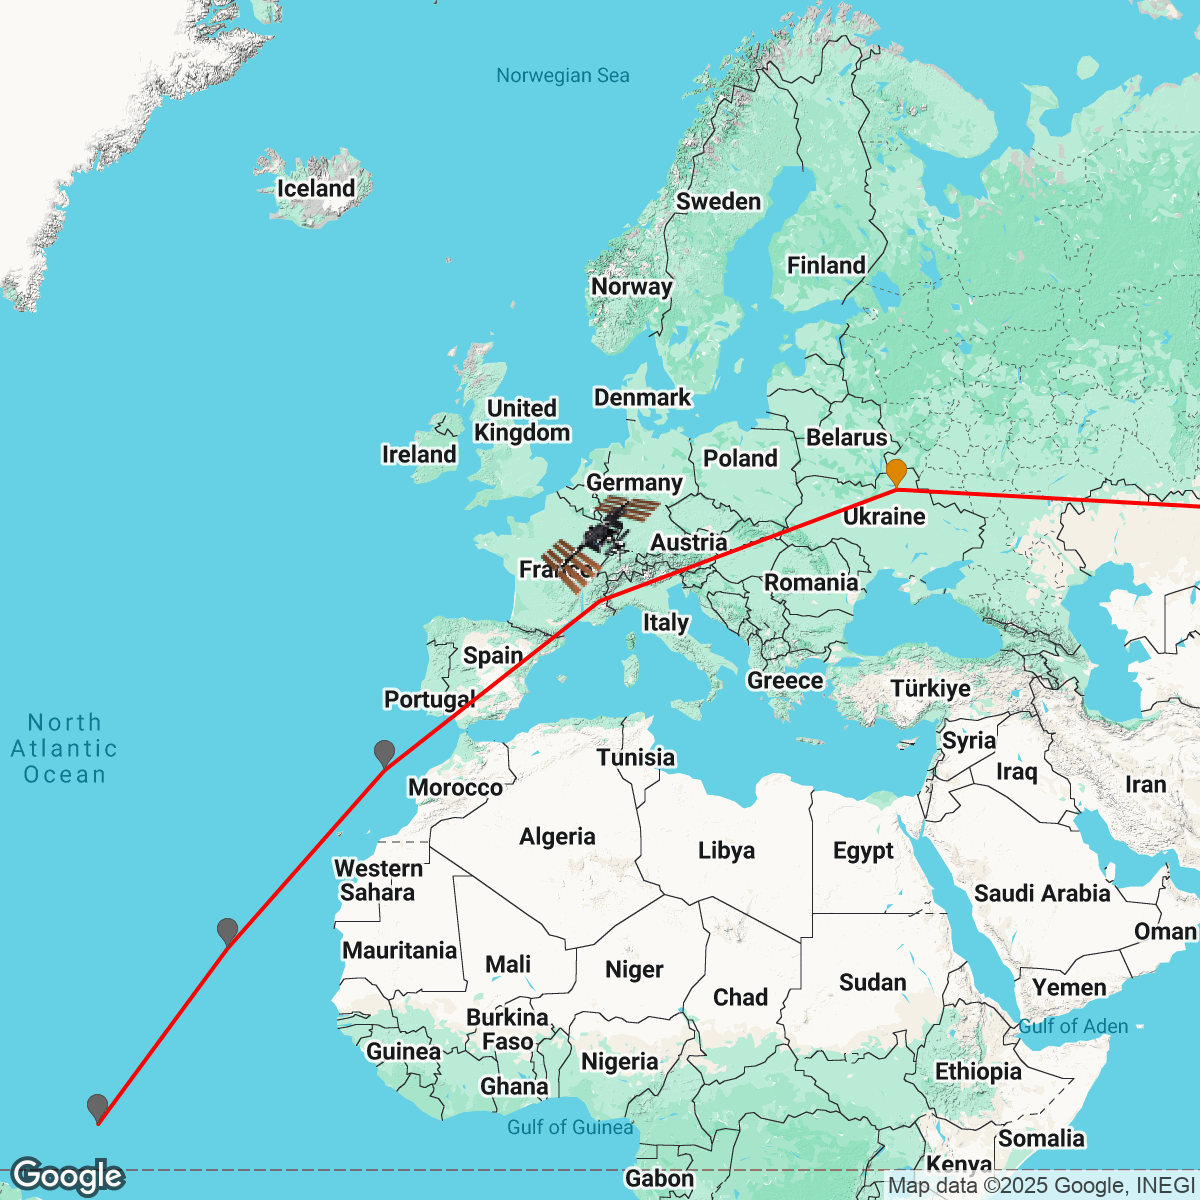 Norwegian Sea
Iceland
Sweden
Finland
Norway
Denmark
United
Kingdom
Ireland
Belarus
Poland
Germany
Ukraine
Austria
France
Romania
Italy
Spain
Greece
Türkiye
Portugal
North
Atlantic
Ocean
Syria
Tunisia
Iraq
Iran
Morocco
Algeria
Libya
Egypt
Western
Sahara
Saudi Arabia
Oman
Mauritania
Mali
Niger
Chad
Sudan
Yemen
Burkina
Faso
Gulf of Aden
Guinea
Nigeria
Ethiopia
Ghana
Gulf of Guinea
Somalia
Kenya
Gabon
Google
Map data ©2025 Google, INEGI